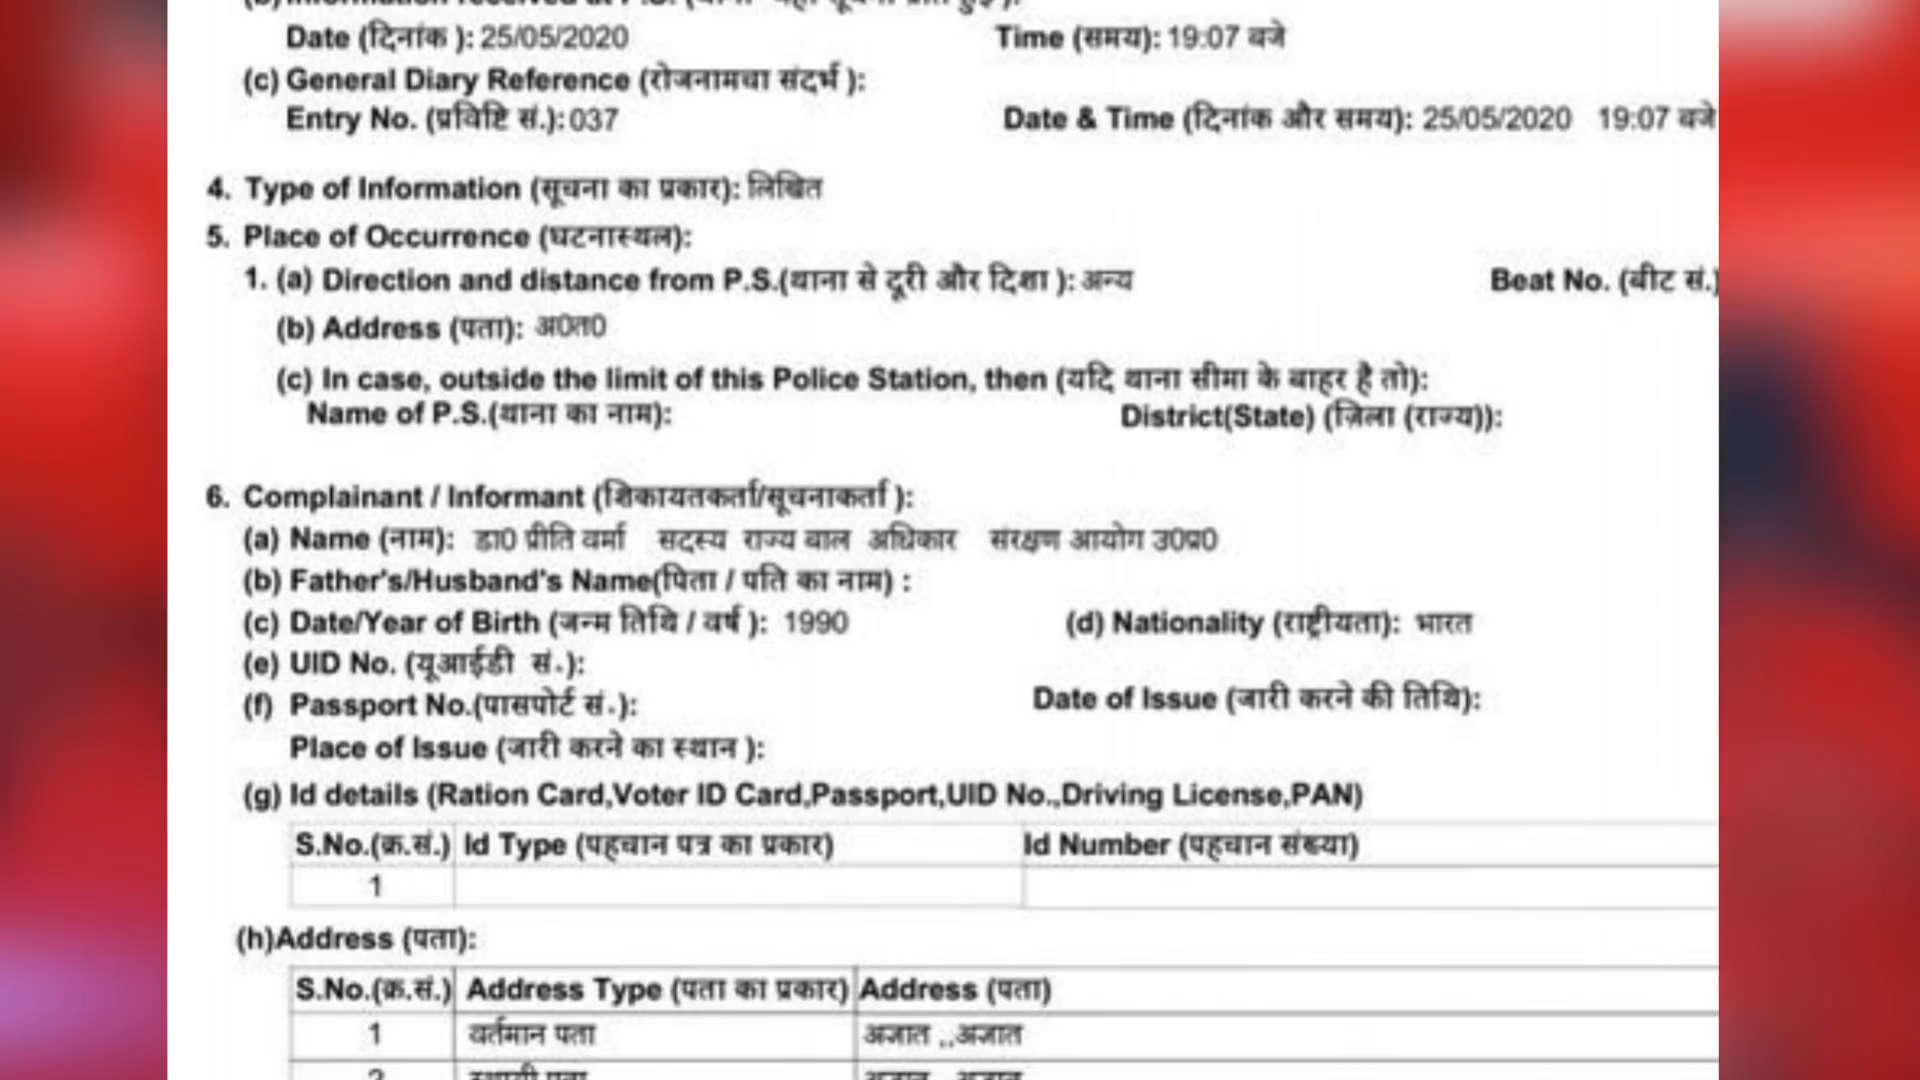 Date (दिनांक ): 25/05/2020 Time (समय): 19:07 बजे
(c) General Diary Reference (रोजनामचा संदर्भ ):
Entry No. (प्रविष्टि सं.): 037 Date & Time (दिनांक और समय): 25/05/2020 19:07 बजे
4. Type of Information (सूचना का प्रकार): लिखित
5. Place of Occurrence (घटनास्थल):
1. (a) Direction and distance from P.S.(थाना से दूरी और दिशा ): अन्य Beat No. (बीट सं.)
(b) Address (पता): अ0त0
(c) In case, outside the limit of this Police Station, then (यदि थाना सीमा के बाहर है तो):
Name of P.S.(थाना का नाम): District(State) (ज़िला (राज्य)):
6. Complainant / Informant (शिकायतकर्ता/सूचनाकर्ता ):
(a) Name (नाम): डा0 प्रीति वर्मा सदस्य राज्य बाल अधिकार संरक्षण आयोग उ0प्र0
(b) Father's/Husband's Name(पिता / पति का नाम) :
(c) Date/Year of Birth (जन्म तिथि / वर्ष ): 1990 (d) Nationality (राष्ट्रीयता): भारत
(e) UID No. (यूआईडी सं.):
(f) Passport No.(पासपोर्ट सं.): Date of Issue (जारी करने की तिथि):
Place of Issue (जारी करने का स्थान ):
(g) Id details (Ration Card,Voter ID Card,Passport,UID No.,Driving License,PAN)
S.No.(क्र.सं.) Id Type (पहचान पत्र का प्रकार) Id Number (पहचान संख्या)
1
(h)Address (पता):
S.No.(क्र.सं.) Address Type (पता का प्रकार) Address (पता)
1 वर्तमान पता अज्ञात ,,अज्ञात